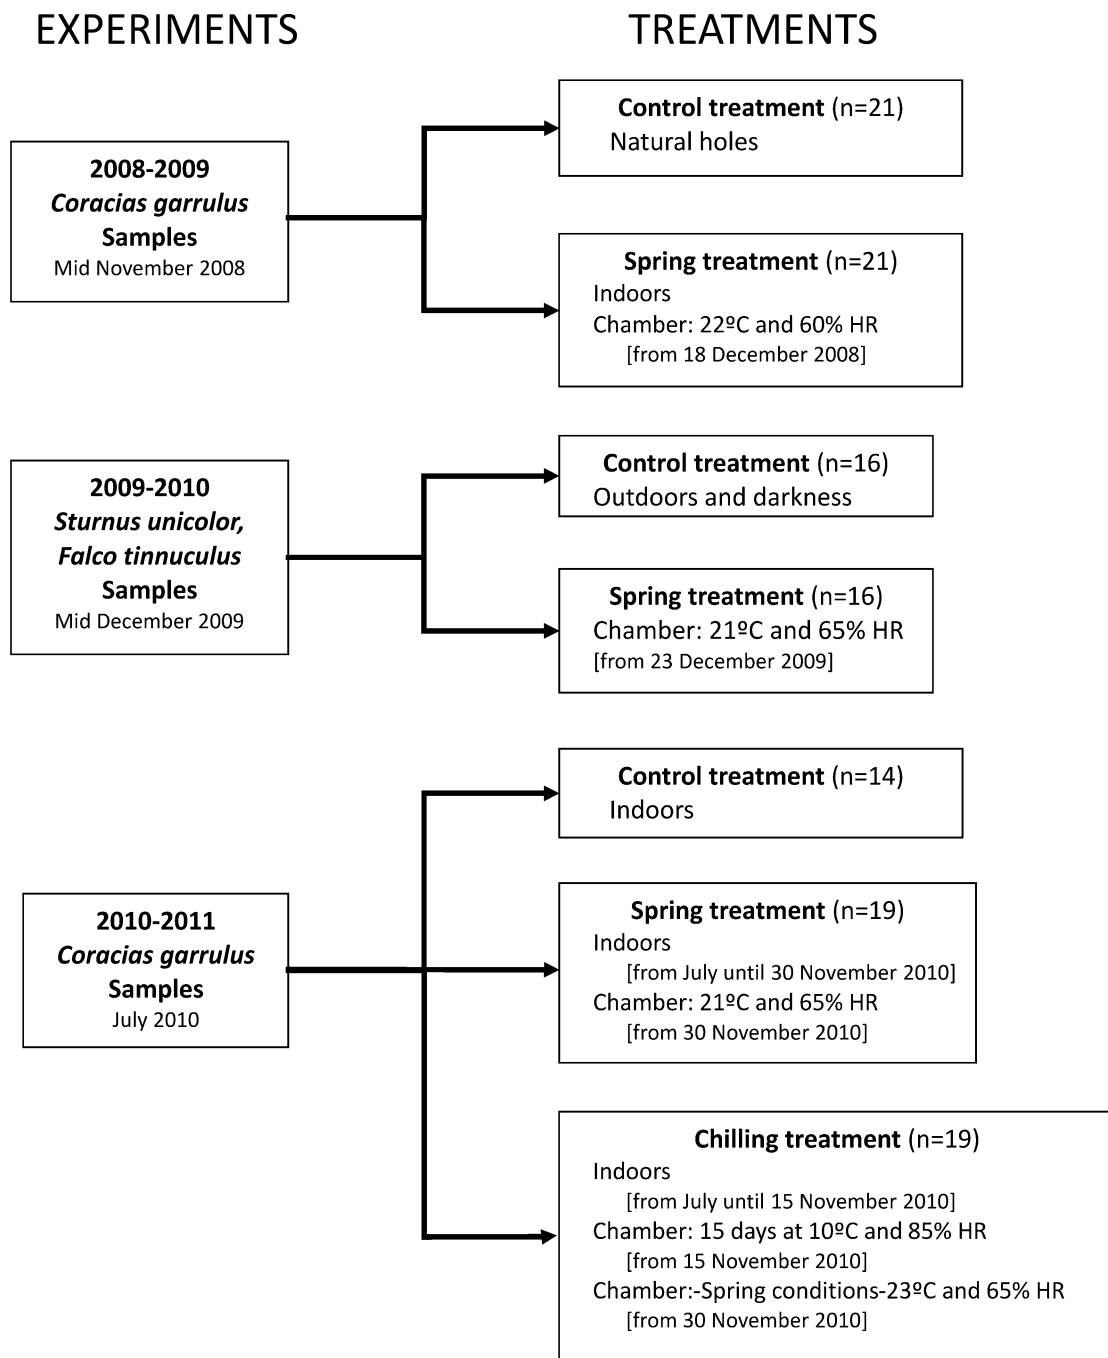 EXPERIMENTS
TREATMENTS
2008-2009
Coracias garrulus
Samples
Mid November 2008
Control treatment (n=21)
Natural holes
Spring treatment (n=21)
Indoors
Chamber: 22ºC and 60% HR
[from 18 December 2008]
2009-2010
Sturnus unicolor,
Falco tinnuculus
Samples
Mid December 2009
Control treatment (n=16)
Outdoors and darkness
Spring treatment (n=16)
Chamber: 21ºC and 65% HR
[from 23 December 2009]
2010-2011
Coracias garrulus
Samples
July 2010
Control treatment (n=14)
Indoors
Spring treatment (n=19)
Indoors
[from July until 30 November 2010]
Chamber: 21ºC and 65% HR
[from 30 November 2010]
Chilling treatment (n=19)
Indoors
[from July until 15 November 2010]
Chamber: 15 days at 10ºC and 85% HR
[from 15 November 2010]
Chamber:-Spring conditions-23ºC and 65% HR
[from 30 November 2010]